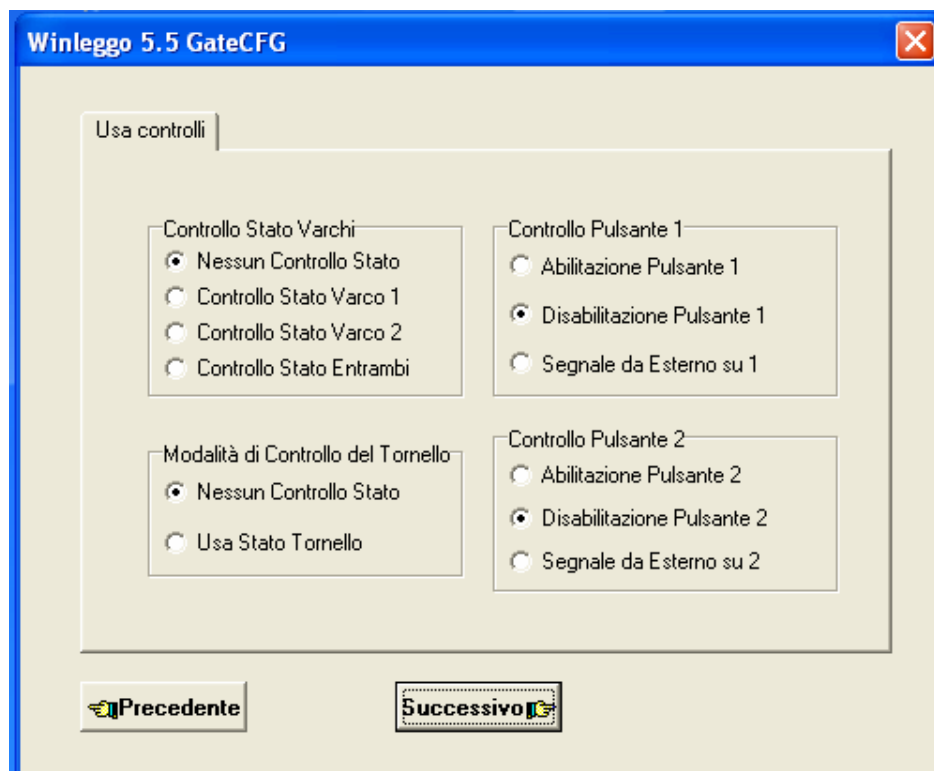 Winleggo 5.5 GateCFG
Usa controlli
Controllo Stato Varchi
Nessun Controllo Stato
Controllo Stato Varco 1
Controllo Stato Varco 2
Controllo Stato Entrambi
Modalità di Controllo del Tornello
Nessun Controllo Stato
Usa Stato Tornello
Controllo Pulsante 1
Abilitazione Pulsante 1
Disabilitazione Pulsante 1
Segnale da Esterno su 1
Controllo Pulsante 2
Abilitazione Pulsante 2
Disabilitazione Pulsante 2
Segnale da Esterno su 2
Precedente
Successivo